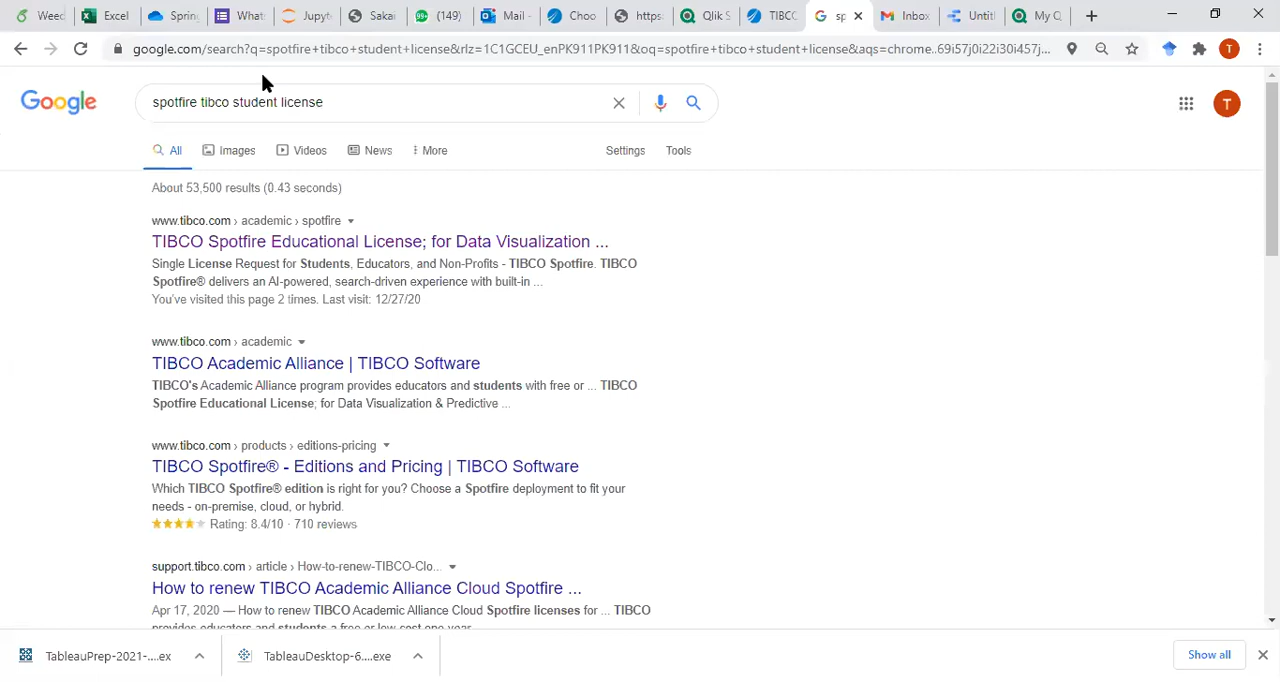 Weed
Excel
Spring
What
Jupyt
Sakai
(149)
Mail -
Choo
https
Qlik S
TIBCC
sp
Inbox
Untitl
My Q
google.com/search?q=spotfire+tibco+student+license&rlz=1C1GCEU_enPK911PK911&oq=spotfire+tibco+student+license&aqs=chrome..69i57j0i22i30i457j...
T
Google
spotfire tibco student license
T
All
Images
Videos
News
More
Settings
Tools
About 53,500 results (0.43 seconds)
www.tibco.com › academic › spotfire
TIBCO Spotfire Educational License; for Data Visualization ...
Single License Request for Students, Educators, and Non-Profits - TIBCO Spotfire. TIBCO
Spotfire® delivers an AI-powered, search-driven experience with built-in ...
You've visited this page 2 times. Last visit: 12/27/20
www.tibco.com › academic
TIBCO Academic Alliance | TIBCO Software
TIBCO's Academic Alliance program provides educators and students with free or ... TIBCO
Spotfire Educational License; for Data Visualization & Predictive ...
www.tibco.com › products › editions-pricing
TIBCO Spotfire® - Editions and Pricing | TIBCO Software
Which TIBCO Spotfire® edition is right for you? Choose a Spotfire deployment to fit your
needs - on-premise, cloud, or hybrid.
Rating: 8.4/10 · 710 reviews
support.tibco.com › article › How-to-renew-TIBCO-Clo...
How to renew TIBCO Academic Alliance Cloud Spotfire ...
Apr 17, 2020 — How to renew TIBCO Academic Alliance Cloud Spotfire licenses for ... TIBCO
provides educators and students a free or low-cost one-year
TableauPrep-2021-....ex
TableauDesktop-6....exe
Show all